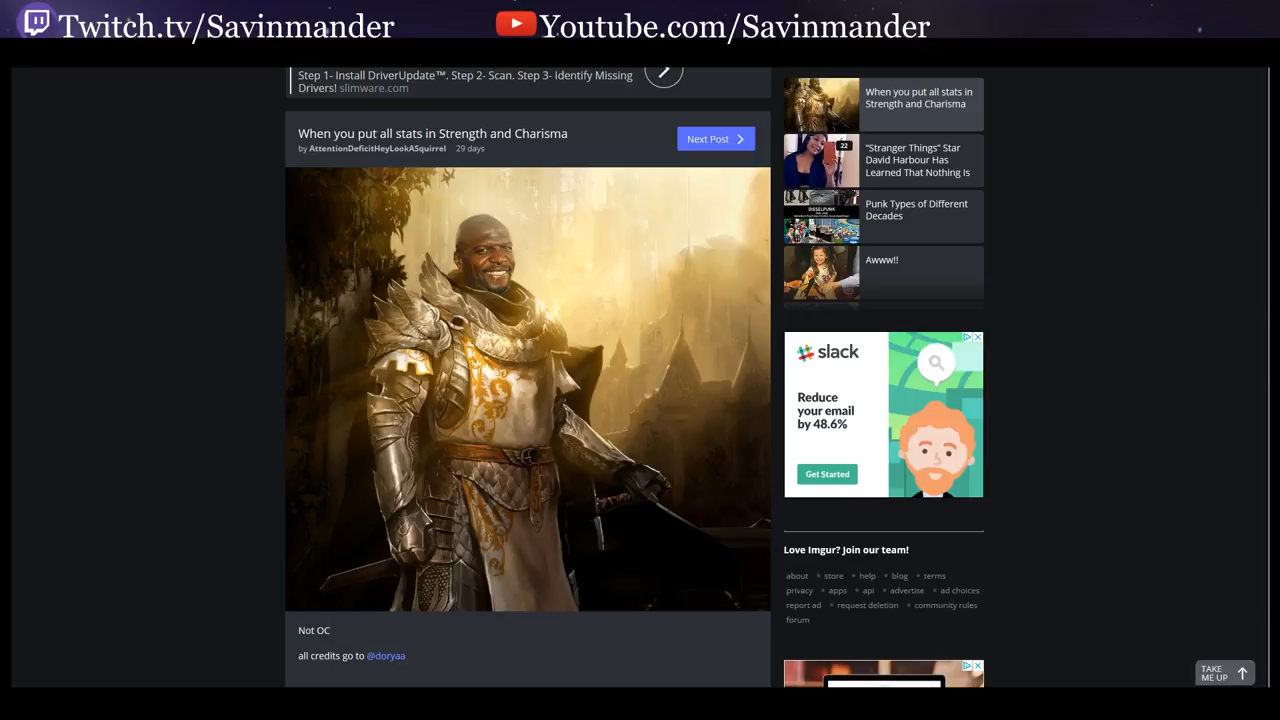 Twitch.tv/Savinmander
Youtube.com/Savinmander
Step 1- Install DriverUpdate™. Step 2- Scan. Step 3- Identify Missing
Drivers! slimware.com
When you put all stats in Strength and Charisma
by AttentionDeficitHeyLookASquirrel 29 days
Next Post
Not OC
all credits go to @doryaa
When you put all stats in
Strength and Charisma
22
"Stranger Things" Star
David Harbour Has
Learned That Nothing Is
DIESELPUNK
Punk Types of Different
Decades
Awww!!
slack
Reduce
your email
by 48.6%
Get Started
Love Imgur? Join our team!
about • store • help • blog • terms
privacy • apps • api • advertise • ad choices
report ad • request deletion • community rules
forum
TAKE
ME UP